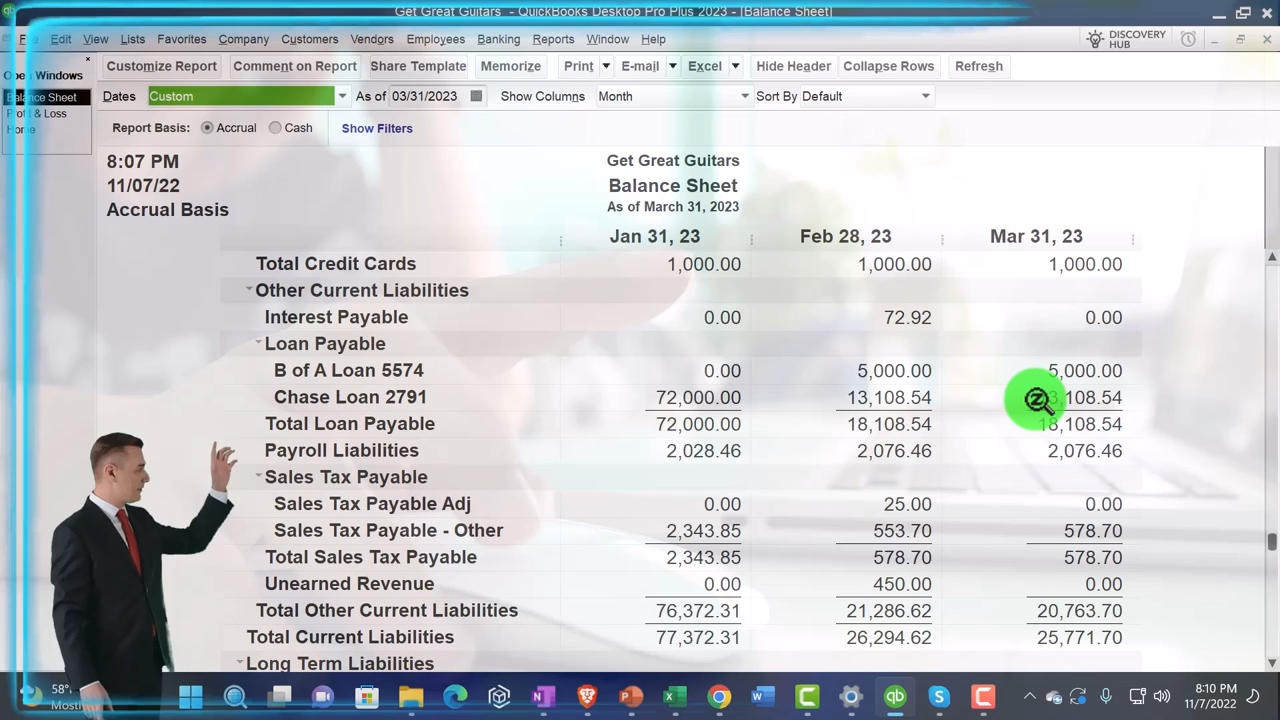 Get Great Guitars - QuickBooks Desktop Pro Plus 2023 - [Balance Sheet]
Edit View Lists Favorites Company Customers Vendors Employees Banking Reports Window Help
DISCOVERY
HUB
Open Windows
Balance Sheet
Profit & Loss
Home
Customize Report Comment on Report Share Template Memorize Print E-mail Excel Hide Header Collapse Rows Refresh
Dates Custom As of 03/31/2023 Show Columns Month Sort By Default
Report Basis: Accrual Cash Show Filters
8:07 PM
11/07/22
Accrual Basis
Get Great Guitars
Balance Sheet
As of March 31, 2023
Jan 31, 23 Feb 28, 23 Mar 31, 23
Total Credit Cards 1,000.00 1,000.00 1,000.00
Other Current Liabilities
Interest Payable 0.00 72.92 0.00
Loan Payable
B of A Loan 5574 0.00 5,000.00 5,000.00
Chase Loan 2791 72,000.00 13,108.54
Total Loan Payable 72,000.00 18,108.54 18,108.54
Payroll Liabilities 2,028.46 2,076.46 2,076.46
Sales Tax Payable
Sales Tax Payable Adj 0.00 25.00 0.00
Sales Tax Payable - Other 2,343.85 553.70 578.70
Total Sales Tax Payable 2,343.85 578.70 578.70
Unearned Revenue 0.00 450.00 0.00
Total Other Current Liabilities 76,372.31 21,286.62 20,763.70
Total Current Liabilities 77,372.31 26,294.62 25,771.70
Long Term Liabilities
58°
8:10 PM
11/7/2022